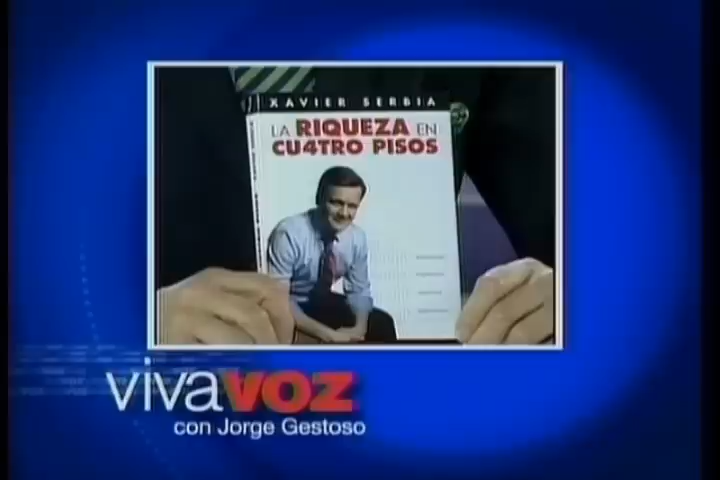 XAVIER SERBIA
LA RIQUEZA EN
CU4TRO PISOS
vivavoz
con Jorge Gestoso